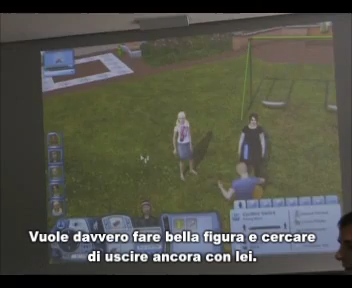 Vuole davvero fare bella figura e cercare
di uscire ancora con lei.